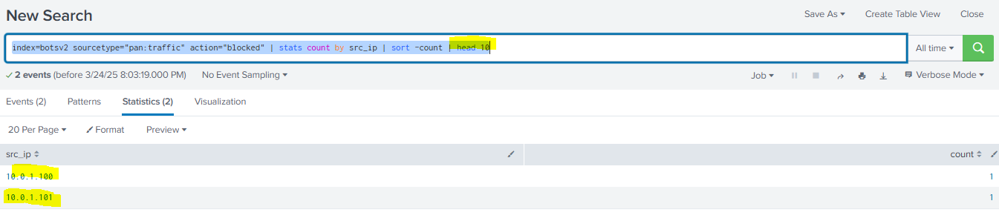 New Search
Save As Create Table View Close
index=botsv2 sourcetype="pan:traffic" action="blocked" | stats count by src_ip | sort -count | head 10
All time
2 events (before 3/24/25 8:03:19.000 PM) No Event Sampling Job Verbose Mode
Events (2) Patterns Statistics (2) Visualization
20 Per Page Format Preview
src_ip count
10.0.1.100 1
10.0.1.101 1